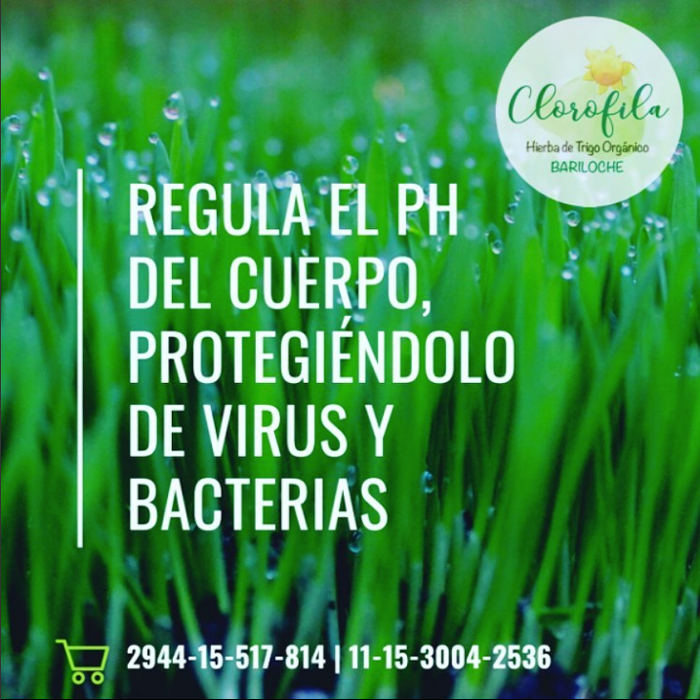 Clorofila
Hierba de Trigo Orgánico
BARILOCHE
REGULA EL PH
DEL CUERPO,
PROTEGIÉNDOLO
DE VIRUS Y
BACTERIAS
2944-15-517-814 | 11-15-3004-2536